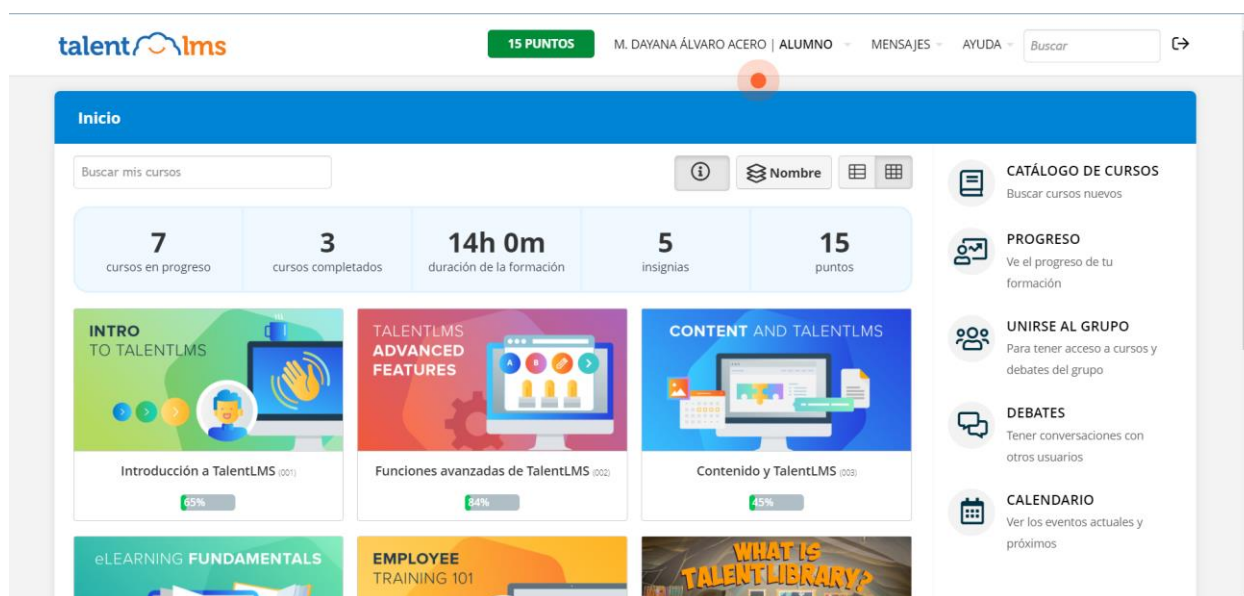 talentlms
15 PUNTOS
M. DAYANA ÁLVARO ACERO | ALUMNO
MENSAJES
AYUDA
Buscar
Inicio
Buscar mis cursos
Nombre
7
cursos en progreso
3
cursos completados
14h 0m
duración de la formación
5
insignias
15
puntos
INTRO
TO TALENTLMS
Introducción a TalentLMS (001)
65%
TALENTLMS
ADVANCED
FEATURES
A B
Funciones avanzadas de TalentLMS (002)
84%
CONTENT AND TALENTLMS
Contenido y TalentLMS (003)
45%
eLEARNING FUNDAMENTALS
EMPLOYEE
TRAINING 101
WHAT IS
TALENTLIBRARY?
CATÁLOGO DE CURSOS
Buscar cursos nuevos
PROGRESO
Ve el progreso de tu
formación
UNIRSE AL GRUPO
Para tener acceso a cursos y
debates del grupo
DEBATES
Tener conversaciones con
otros usuarios
CALENDARIO
Ver los eventos actuales y
próximos